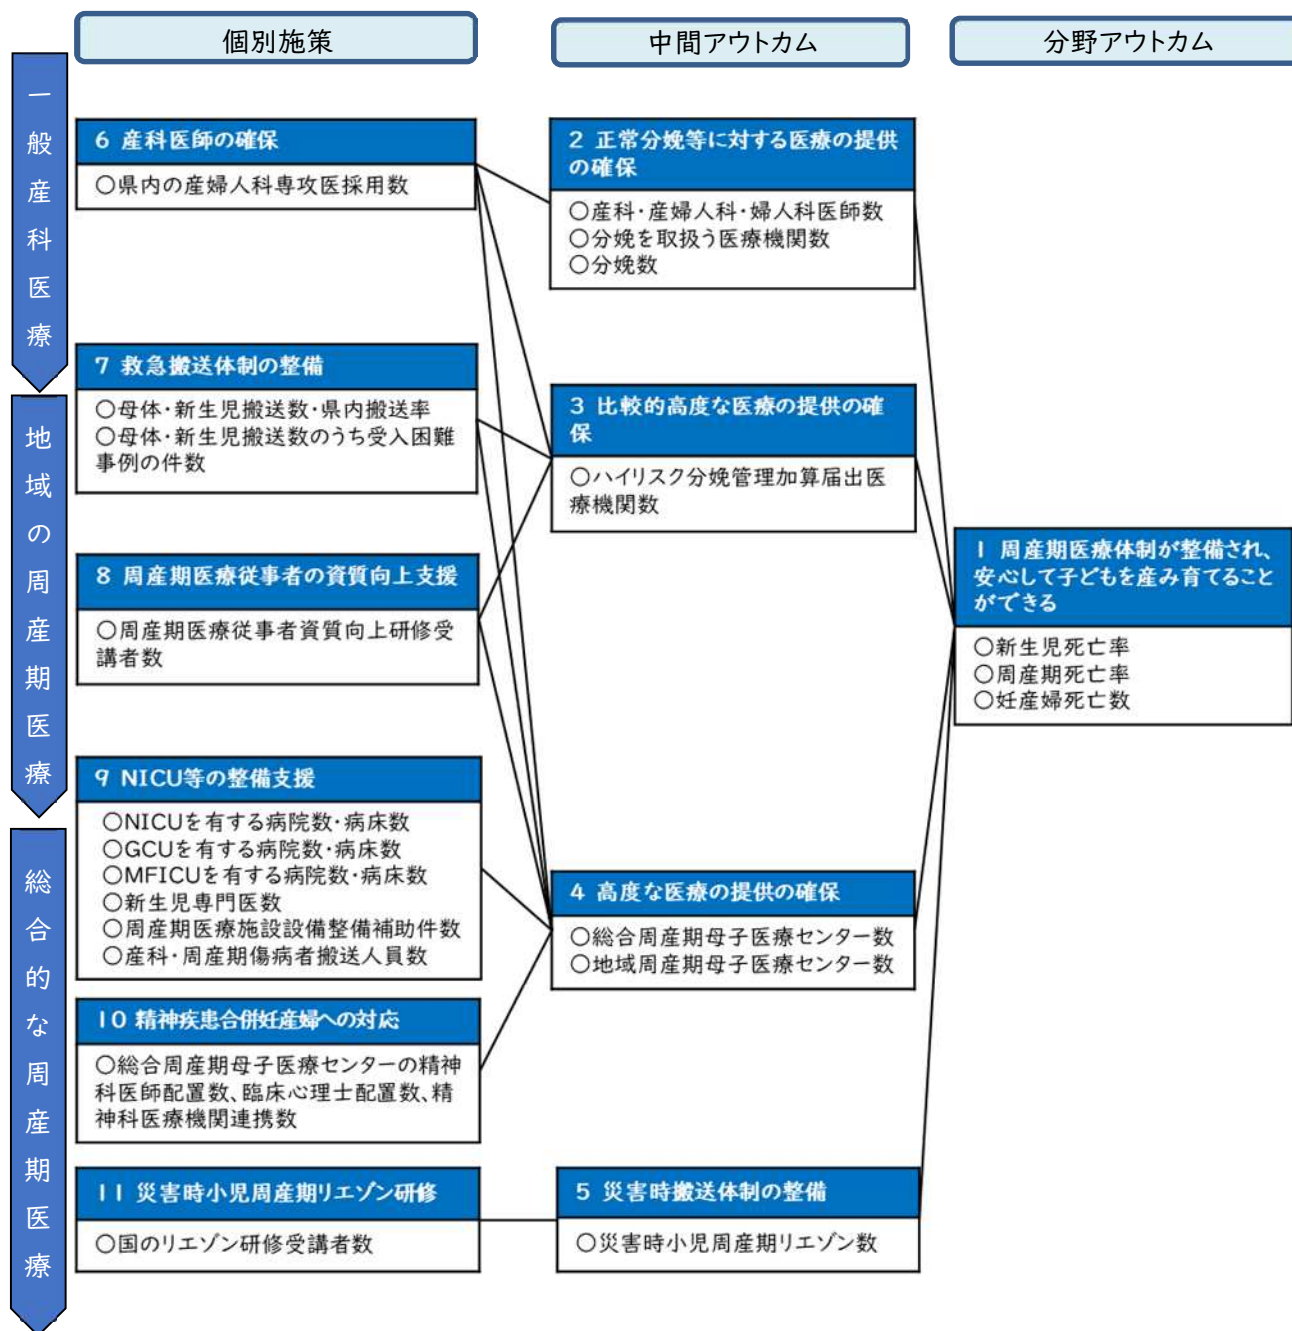 個別施策
中間アウトカム
分野アウトカム
一般産科医療
地域の周産期医療
総合的な周産期医療
6 産科医師の確保
○県内の産婦人科専攻医採用数
7 救急搬送体制の整備
○母体・新生児搬送数・県内搬送率
○母体・新生児搬送数のうち受入困難
事例の件数
8 周産期医療従事者の資質向上支援
○周産期医療従事者資質向上研修受
講者数
9 NICU等の整備支援
○NICUを有する病院数・病床数
○GCUを有する病院数・病床数
○MFICUを有する病院数・病床数
○新生児専門医数
○周産期医療施設設備整備補助件数
○産科・周産期傷病者搬送人員数
10 精神疾患合併妊産婦への対応
○総合周産期母子医療センターの精神
科医師配置数、臨床心理士配置数、精
神科医療機関連携数
11 災害時小児周産期リエゾン研修
○国のリエゾン研修受講者数
2 正常分娩等に対する医療の提供
の確保
○産科・産婦人科・婦人科医師数
○分娩を取扱う医療機関数
○分娩数
3 比較的高度な医療の提供の確
保
○ハイリスク分娩管理加算届出医
療機関数
4 高度な医療の提供の確保
○総合周産期母子医療センター数
○地域周産期母子医療センター数
5 災害時搬送体制の整備
○災害時小児周産期リエゾン数
1 周産期医療体制が整備され、
安心して子どもを産み育てること
ができる
○新生児死亡率
○周産期死亡率
○妊産婦死亡数